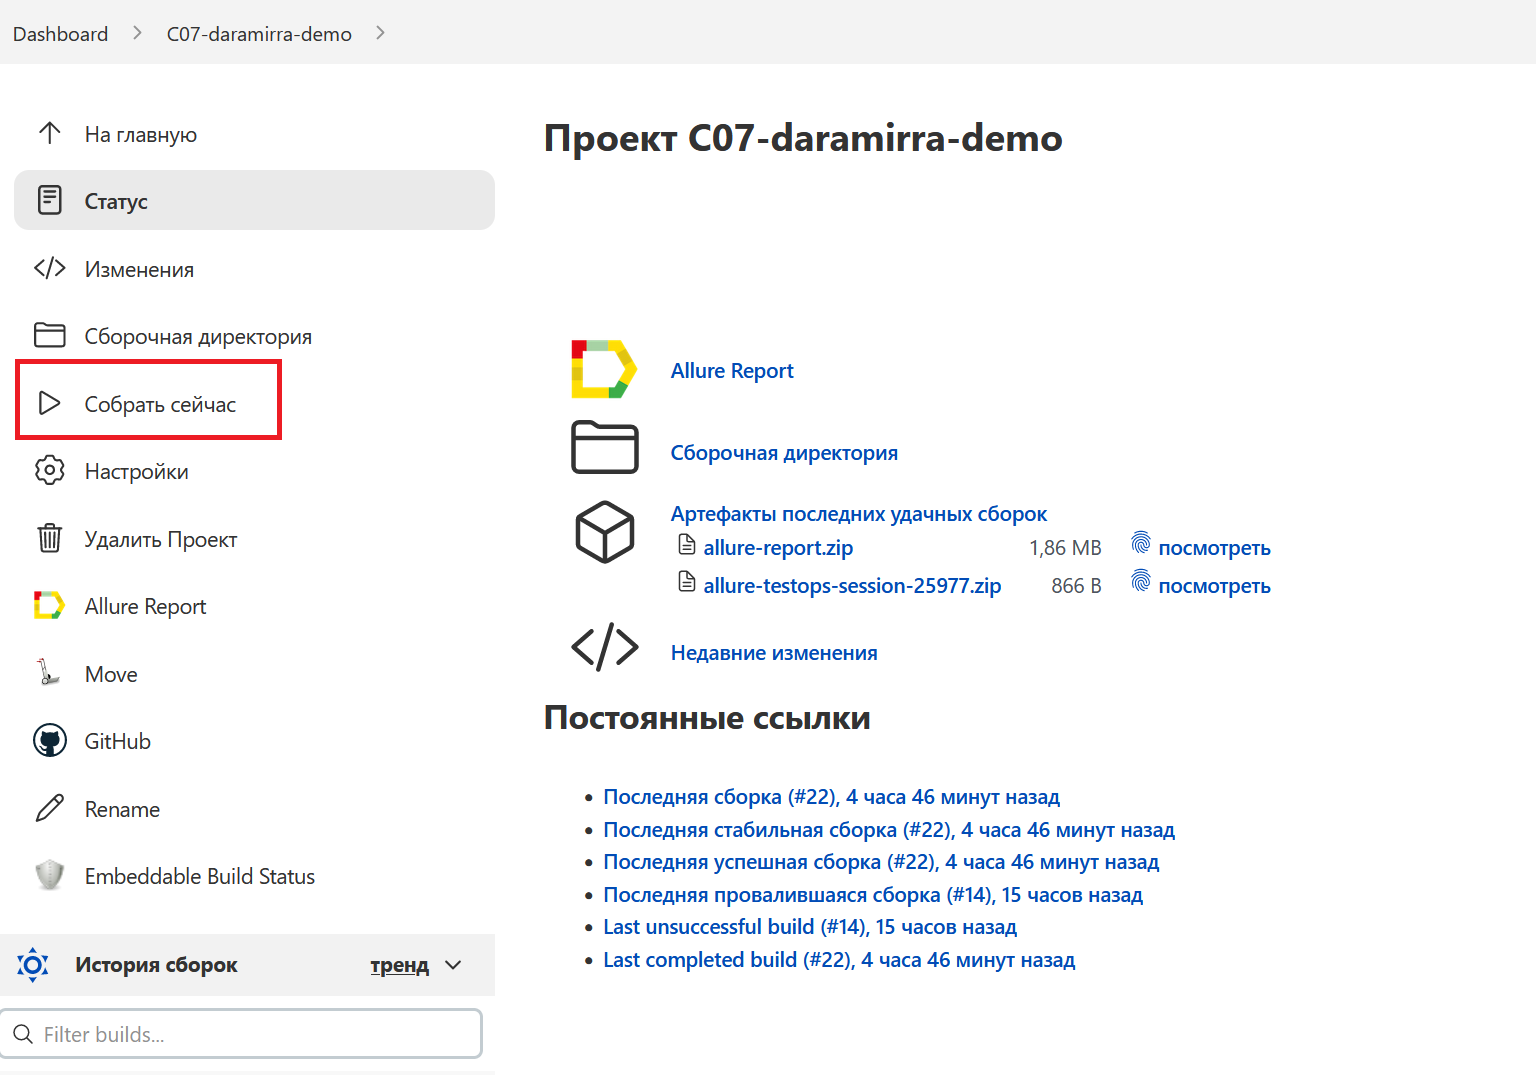 Dashboard > C07-daramirra-demo >
На главную
Статус
Изменения
Сборочная директория
Собрать сейчас
Настройки
Удалить Проект
Allure Report
Move
GitHub
Rename
Embeddable Build Status
История сборок тренд
Filter builds...
Проект C07-daramirra-demo
Allure Report
Сборочная директория
Артефакты последних удачных сборок
allure-report.zip 1,86 MB посмотреть
allure-testops-session-25977.zip 866 B посмотреть
Недавние изменения
Постоянные ссылки
Последняя сборка (#22), 4 часа 46 минут назад
Последняя стабильная сборка (#22), 4 часа 46 минут назад
Последняя успешная сборка (#22), 4 часа 46 минут назад
Последняя провалившаяся сборка (#14), 15 часов назад
Last unsuccessful build (#14), 15 часов назад
Last completed build (#22), 4 часа 46 минут назад